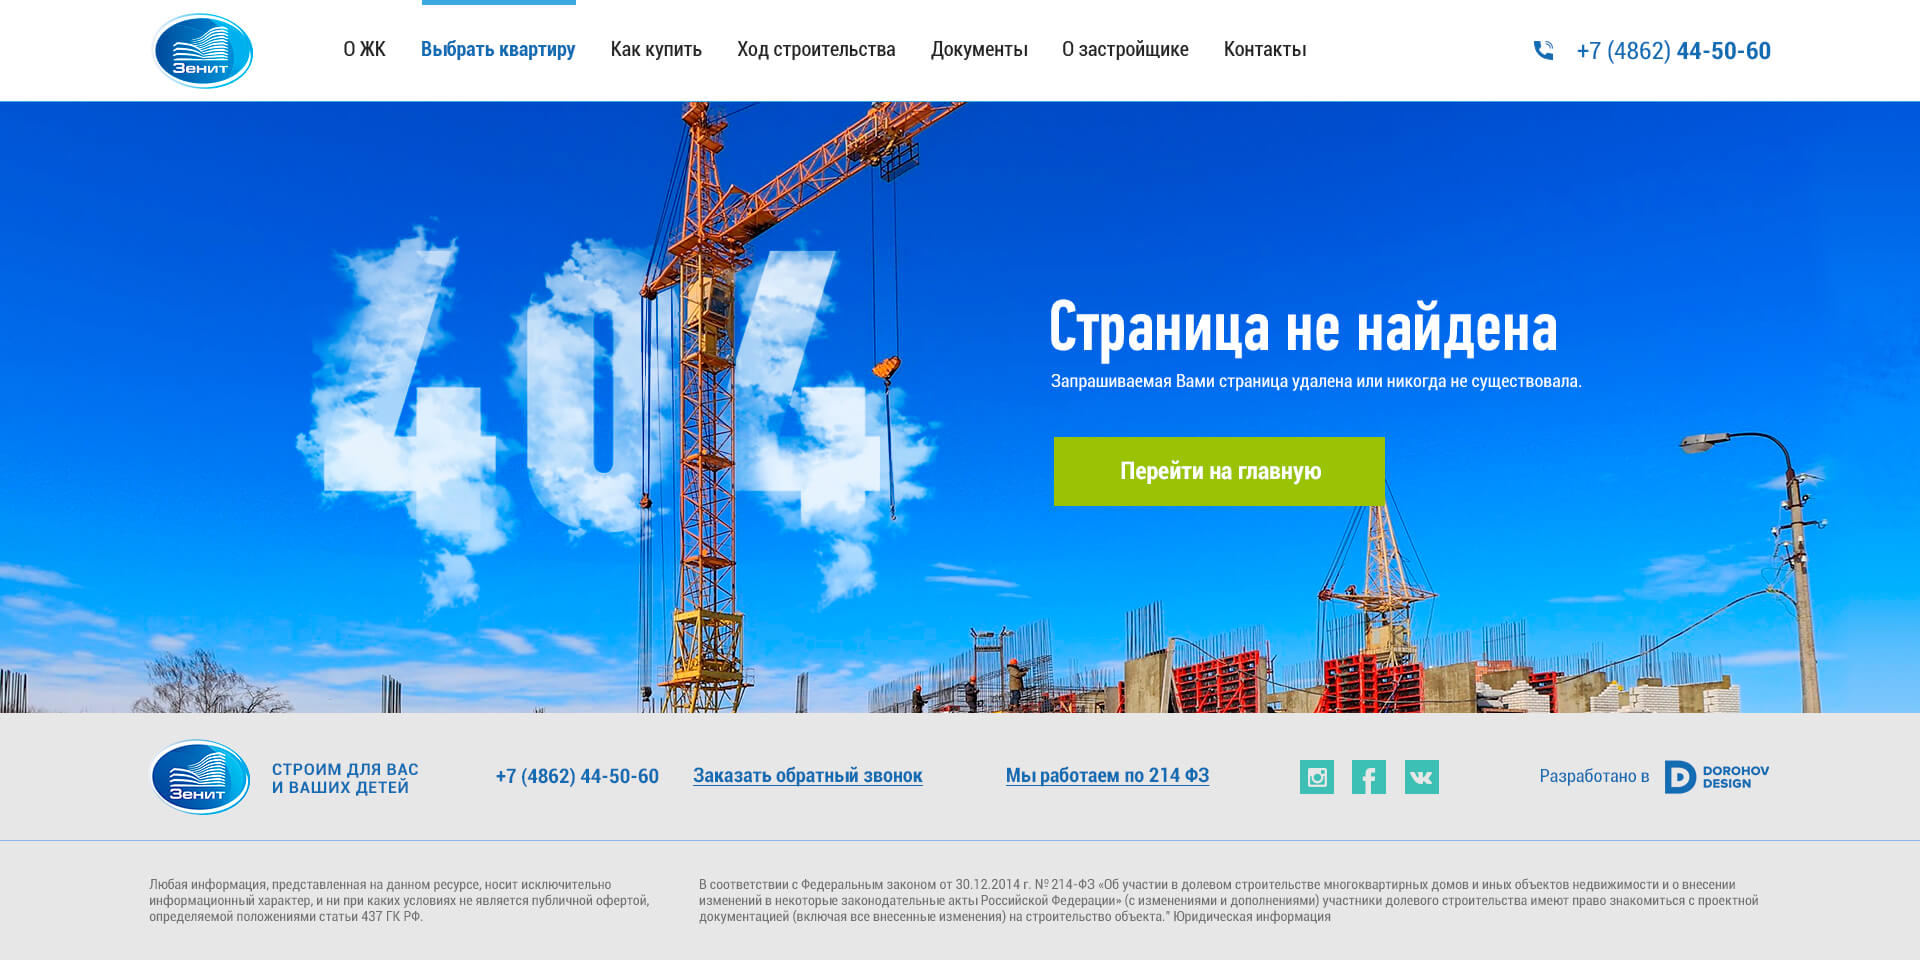 Зенит
О ЖК
Выбрать квартиру
Как купить
Ход строительства
Документы
О застройщике
Контакты
+7 (4862) 44-50-60
404
Страница не найдена
Запрашиваемая Вами страница удалена или никогда не существовала.
Перейти на главную
Зенит
СТРОИМ ДЛЯ ВАС
И ВАШИХ ДЕТЕЙ
+7 (4862) 44-50-60
Заказать обратный звонок
Мы работаем по 214 ФЗ
Разработано в
DOROHOV
DESIGN
Любая информация, представленная на данном ресурсе, носит исключительно
информационный характер, и ни при каких условиях не является публичной офертой,
определяемой положениями статьи 437 ГК РФ.
В соответствии с Федеральным законом от 30.12.2014 г. № 214-ФЗ «Об участии в долевом строительстве многоквартирных домов и иных объектов недвижимости и о внесении
изменений в некоторые законодательные акты Российской Федерации» (с изменениями и дополнениями) участники долевого строительства имеют право знакомиться с проектной
документацией (включая все внесенные изменения) на строительство объекта." Юридическая информация